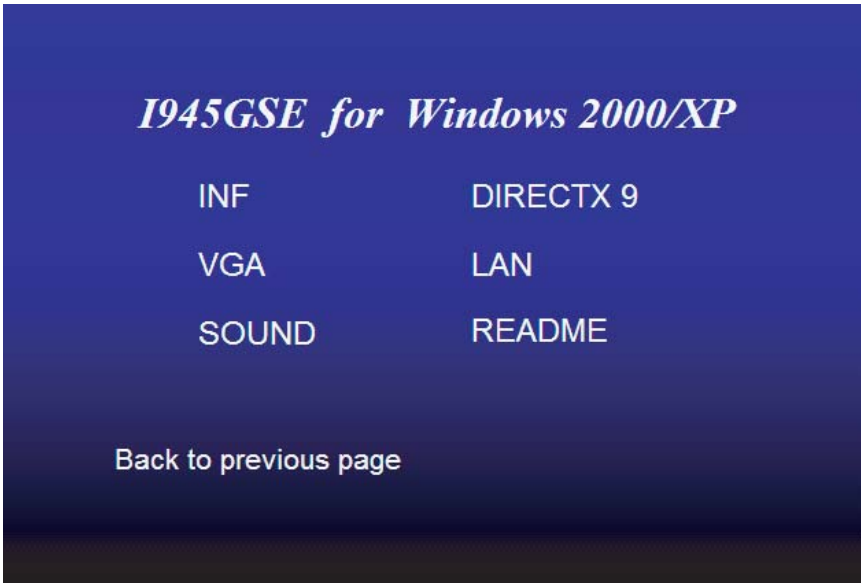 I945GSE for Windows 2000/XP
INF
DIRECTX 9
VGA
LAN
SOUND
README
Back to previous page